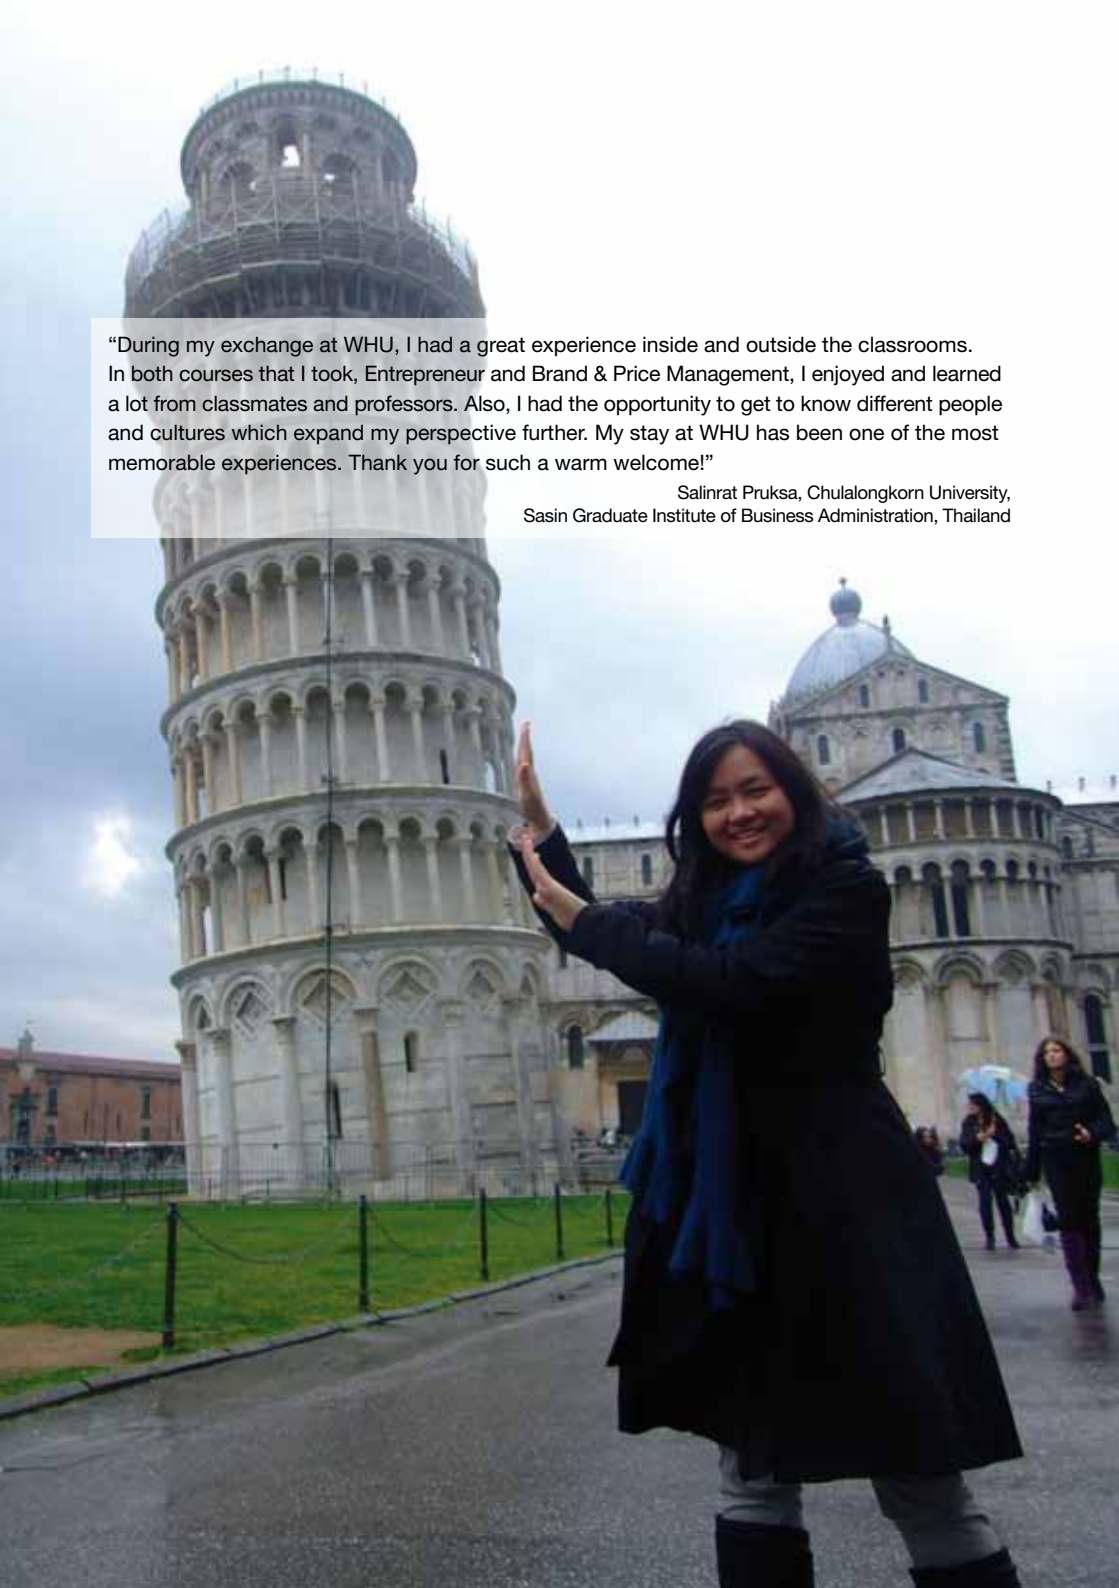 “During my exchange at WHU, I had a great experience inside and outside the classrooms.
In both courses that I took, Entrepreneur and Brand & Price Management, I enjoyed and learned
a lot from classmates and professors. Also, I had the opportunity to get to know different people
and cultures which expand my perspective further. My stay at WHU has been one of the most
memorable experiences. Thank you for such a warm welcome!”
Salinrat Pruksa, Chulalongkorn University,
Sasin Graduate Institute of Business Administration, Thailand